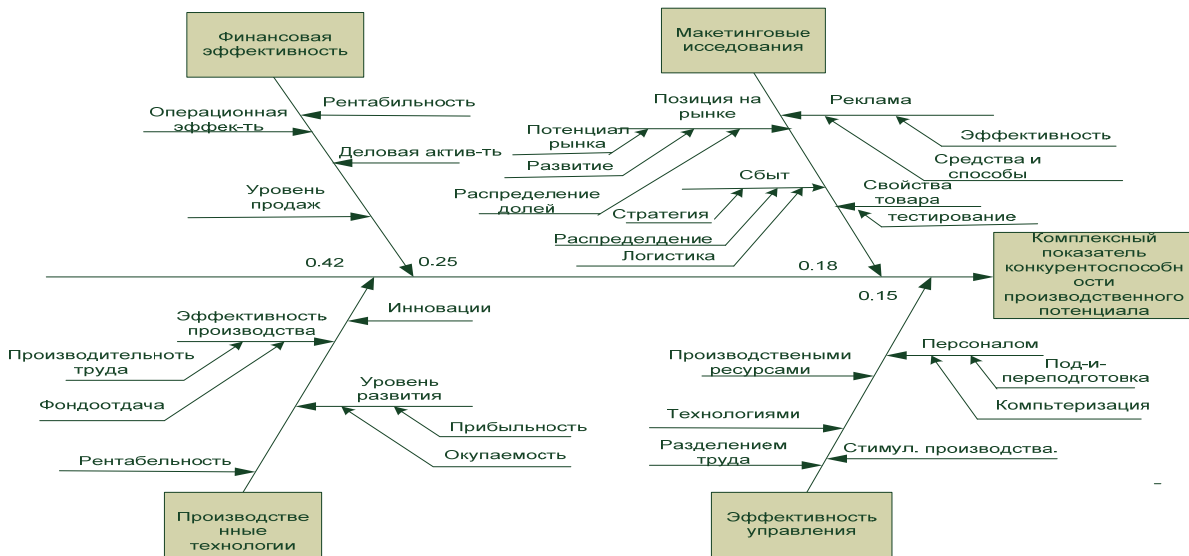 Финансовая
эффективность
Макетинговые
исседования
Рентабильность
Операционная
эффек-ть
Деловая актив-ть
Уровень
продаж
Позиция на
рынке
Реклама
Потенциал
рынка
Эффективность
Развитие
Средства и
способы
Сбыт
Распределение
долей
Свойства
товара
Стратегия
тестирование
Распределдение
Логистика
0.42
0.25
0.18
0.15
Комплексный
показатель
конкурентоспособн
ости
производственного
потенциала
Инновации
Эффективность
производства
Производительноть
труда
Фондоотдача
Уровень
развития
Прибыльность
Окупаемость
Рентабельность
Персоналом
Производствеными
ресурсами
Под-и-
переподготовка
Компьтеризация
Технологиями
Разделением
труда
Стимул. производства.
Производстве
нные
технологии
Эффективность
управления